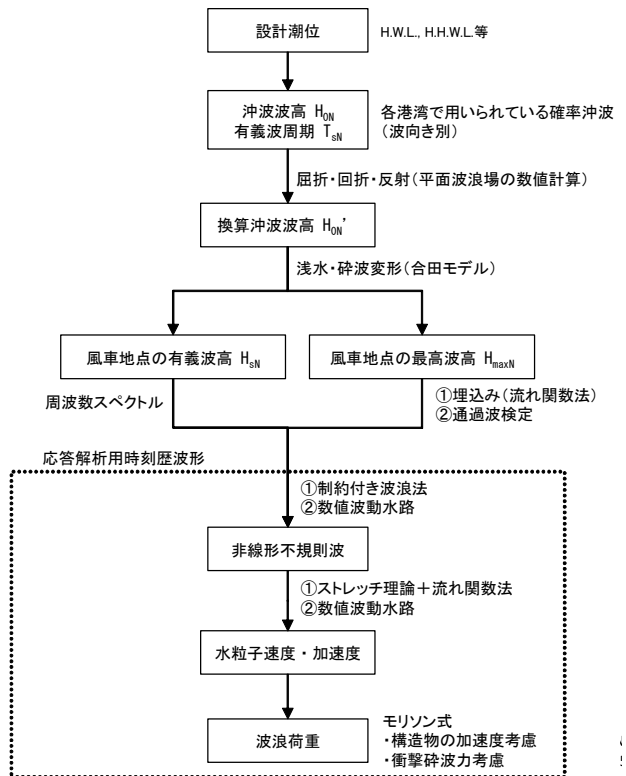 設計潮位
H.W.L., H.H.W.L.等
沖波波高 H0N
有義波周期 TsN
各港湾で用いられている確率沖波
(波向き別)
屈折・回折・反射(平面波浪場の数値計算)
換算沖波波高 H0N'
浅水・砕波変形(合田モデル)
風車地点の有義波高 HsN
風車地点の最高波高 HmaxN
周波数スペクトル
①埋込み(流れ関数法)
②通過波検定
応答解析用時刻歴波形
①制約付き波浪法
②数値波動水路
非線形不規則波
①ストレッチ理論+流れ関数法
②数値波動水路
水粒子速度・加速度
波浪荷重
モリソン式
・構造物の加速度考慮
・衝撃砕波力考慮